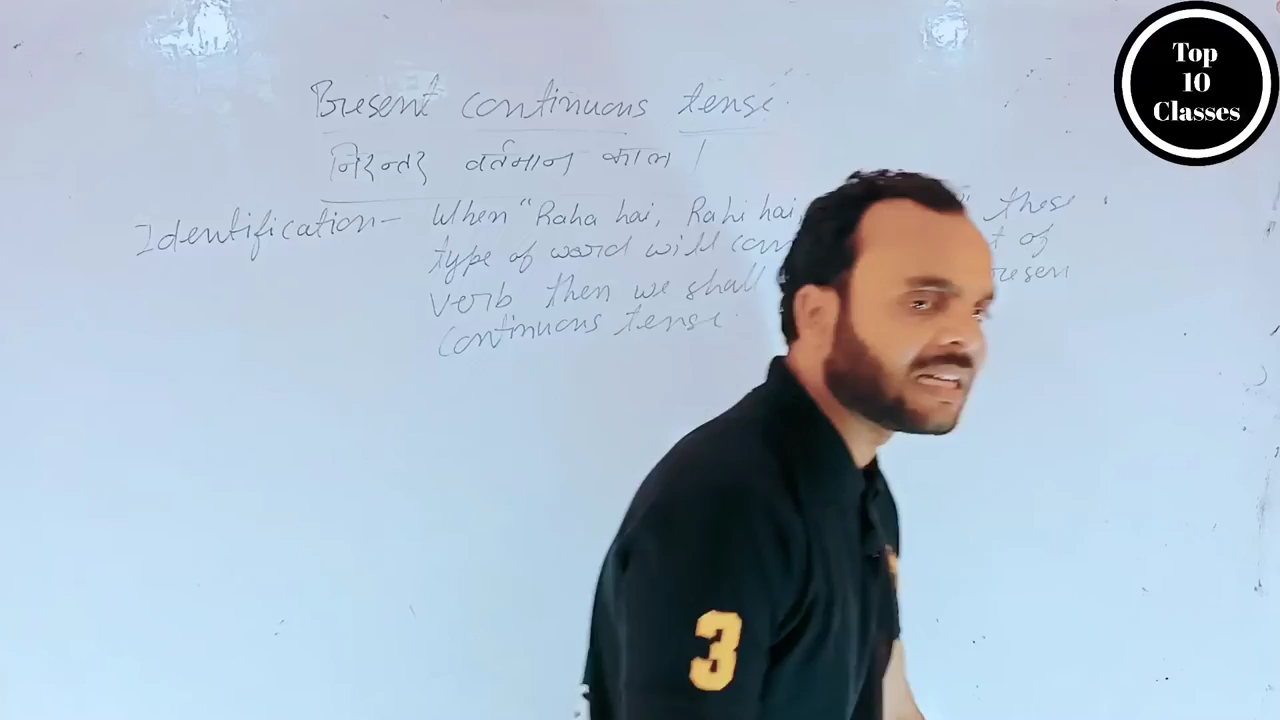 Present continuous tense.
निरन्तर वर्तमान काल ।
Identification - When "Raha hai, Rahi hai, " these
type of word will of
verb then we shall
continuous tense.
Top
10
Classes
3